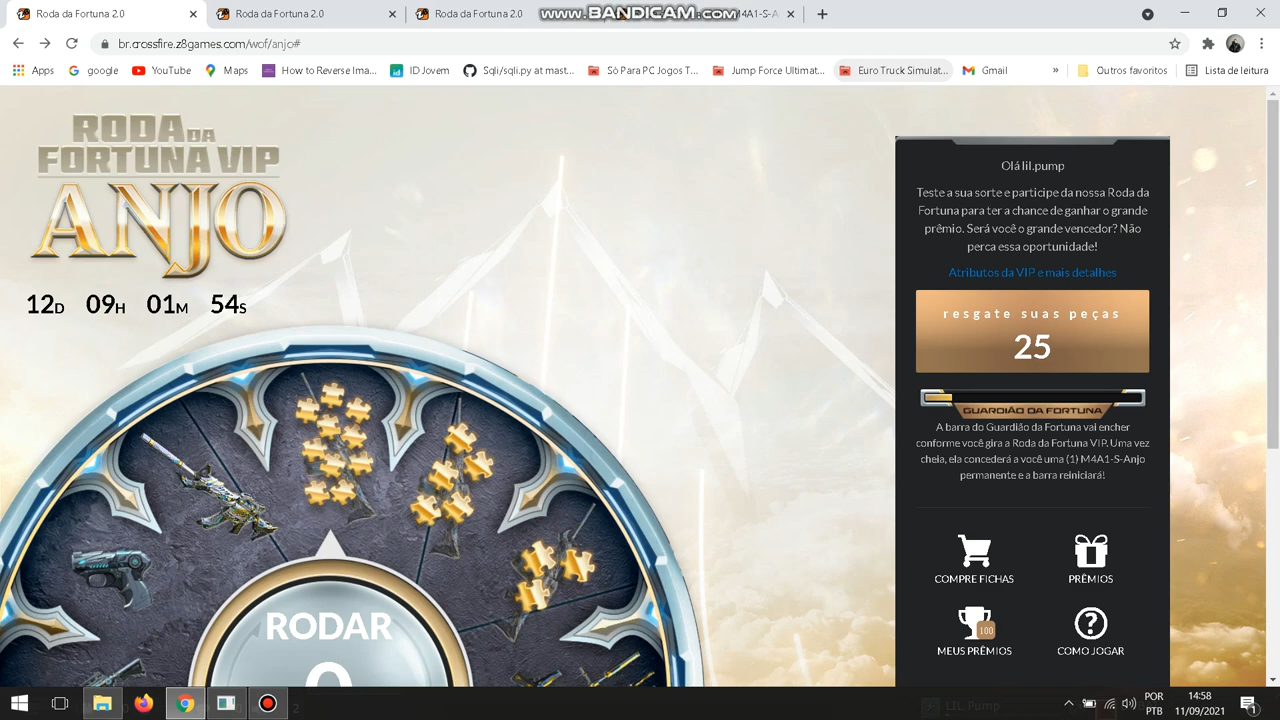 Roda da Fortuna 2.0
Roda da Fortuna 2.0
Roda da Fortuna 2.0
WWW.BANDICAM.COM
M4A1-S-A
br.crossfire.z8games.com/wof/anjo#
Apps
google
YouTube
Maps
How to Reverse Ima...
ID Jovem
Sqli/sqli.py at mast...
Só Para PC Jogos T...
Jump Force Ultimat...
Euro Truck Simulat...
Gmail
»
Outros favoritos
Lista de leitura
RODA DA
FORTUNA VIP
ANJO
12D 09H 01M 54S
RODAR
0
Olá lil.pump
Teste a sua sorte e participe da nossa Roda da
Fortuna para ter a chance de ganhar o grande
prêmio. Será você o grande vencedor? Não
perca essa oportunidade!
Atributos da VIP e mais detalhes
resgate suas peças
25
GUARDIÃO DA FORTUNA
A barra do Guardião da Fortuna vai encher
conforme você gira a Roda da Fortuna VIP. Uma vez
cheia, ela concederá a você uma (1) M4A1-S-Anjo
permanente e a barra reiniciará!
COMPRE FICHAS
PRÊMIOS
100
MEUS PRÊMIOS
?
COMO JOGAR
LIL. Pump
2
POR
PTB
14:58
11/09/2021
1